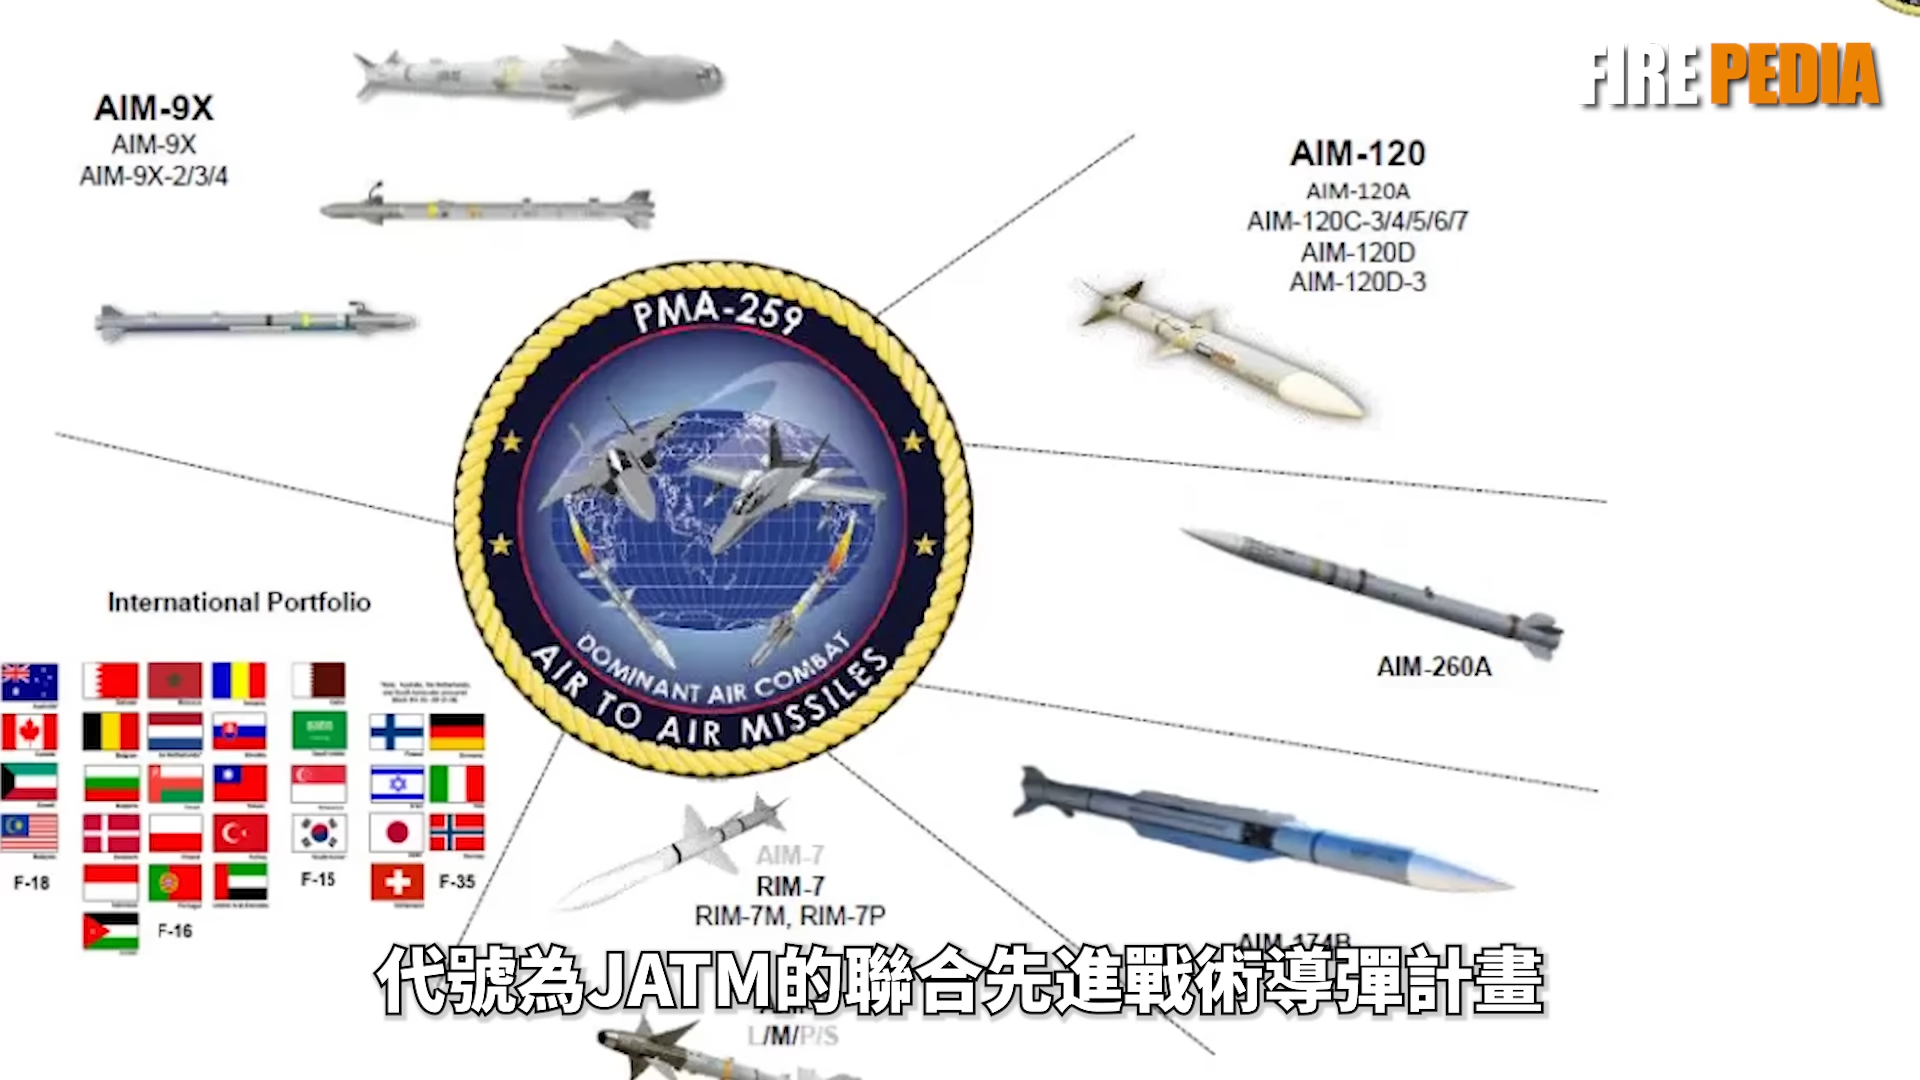 FIREPEDIA
AIM-9X
AIM-9X
AIM-9X-2/3/4
AIM-120
AIM-120A
AIM-120C-3/4/5/6/7
AIM-120D
AIM-120D-3
PMA-259
DOMINANT AIR COMBAT
AIR TO AIR MISSILES
AIM-260A
International Portfolio
F-18
F-16
F-15
F-35
AIM-7
RIM-7
RIM-7M, RIM-7P
AIM-174B
代號為JATM的聯合先進戰術導彈計畫
L/M/P/S